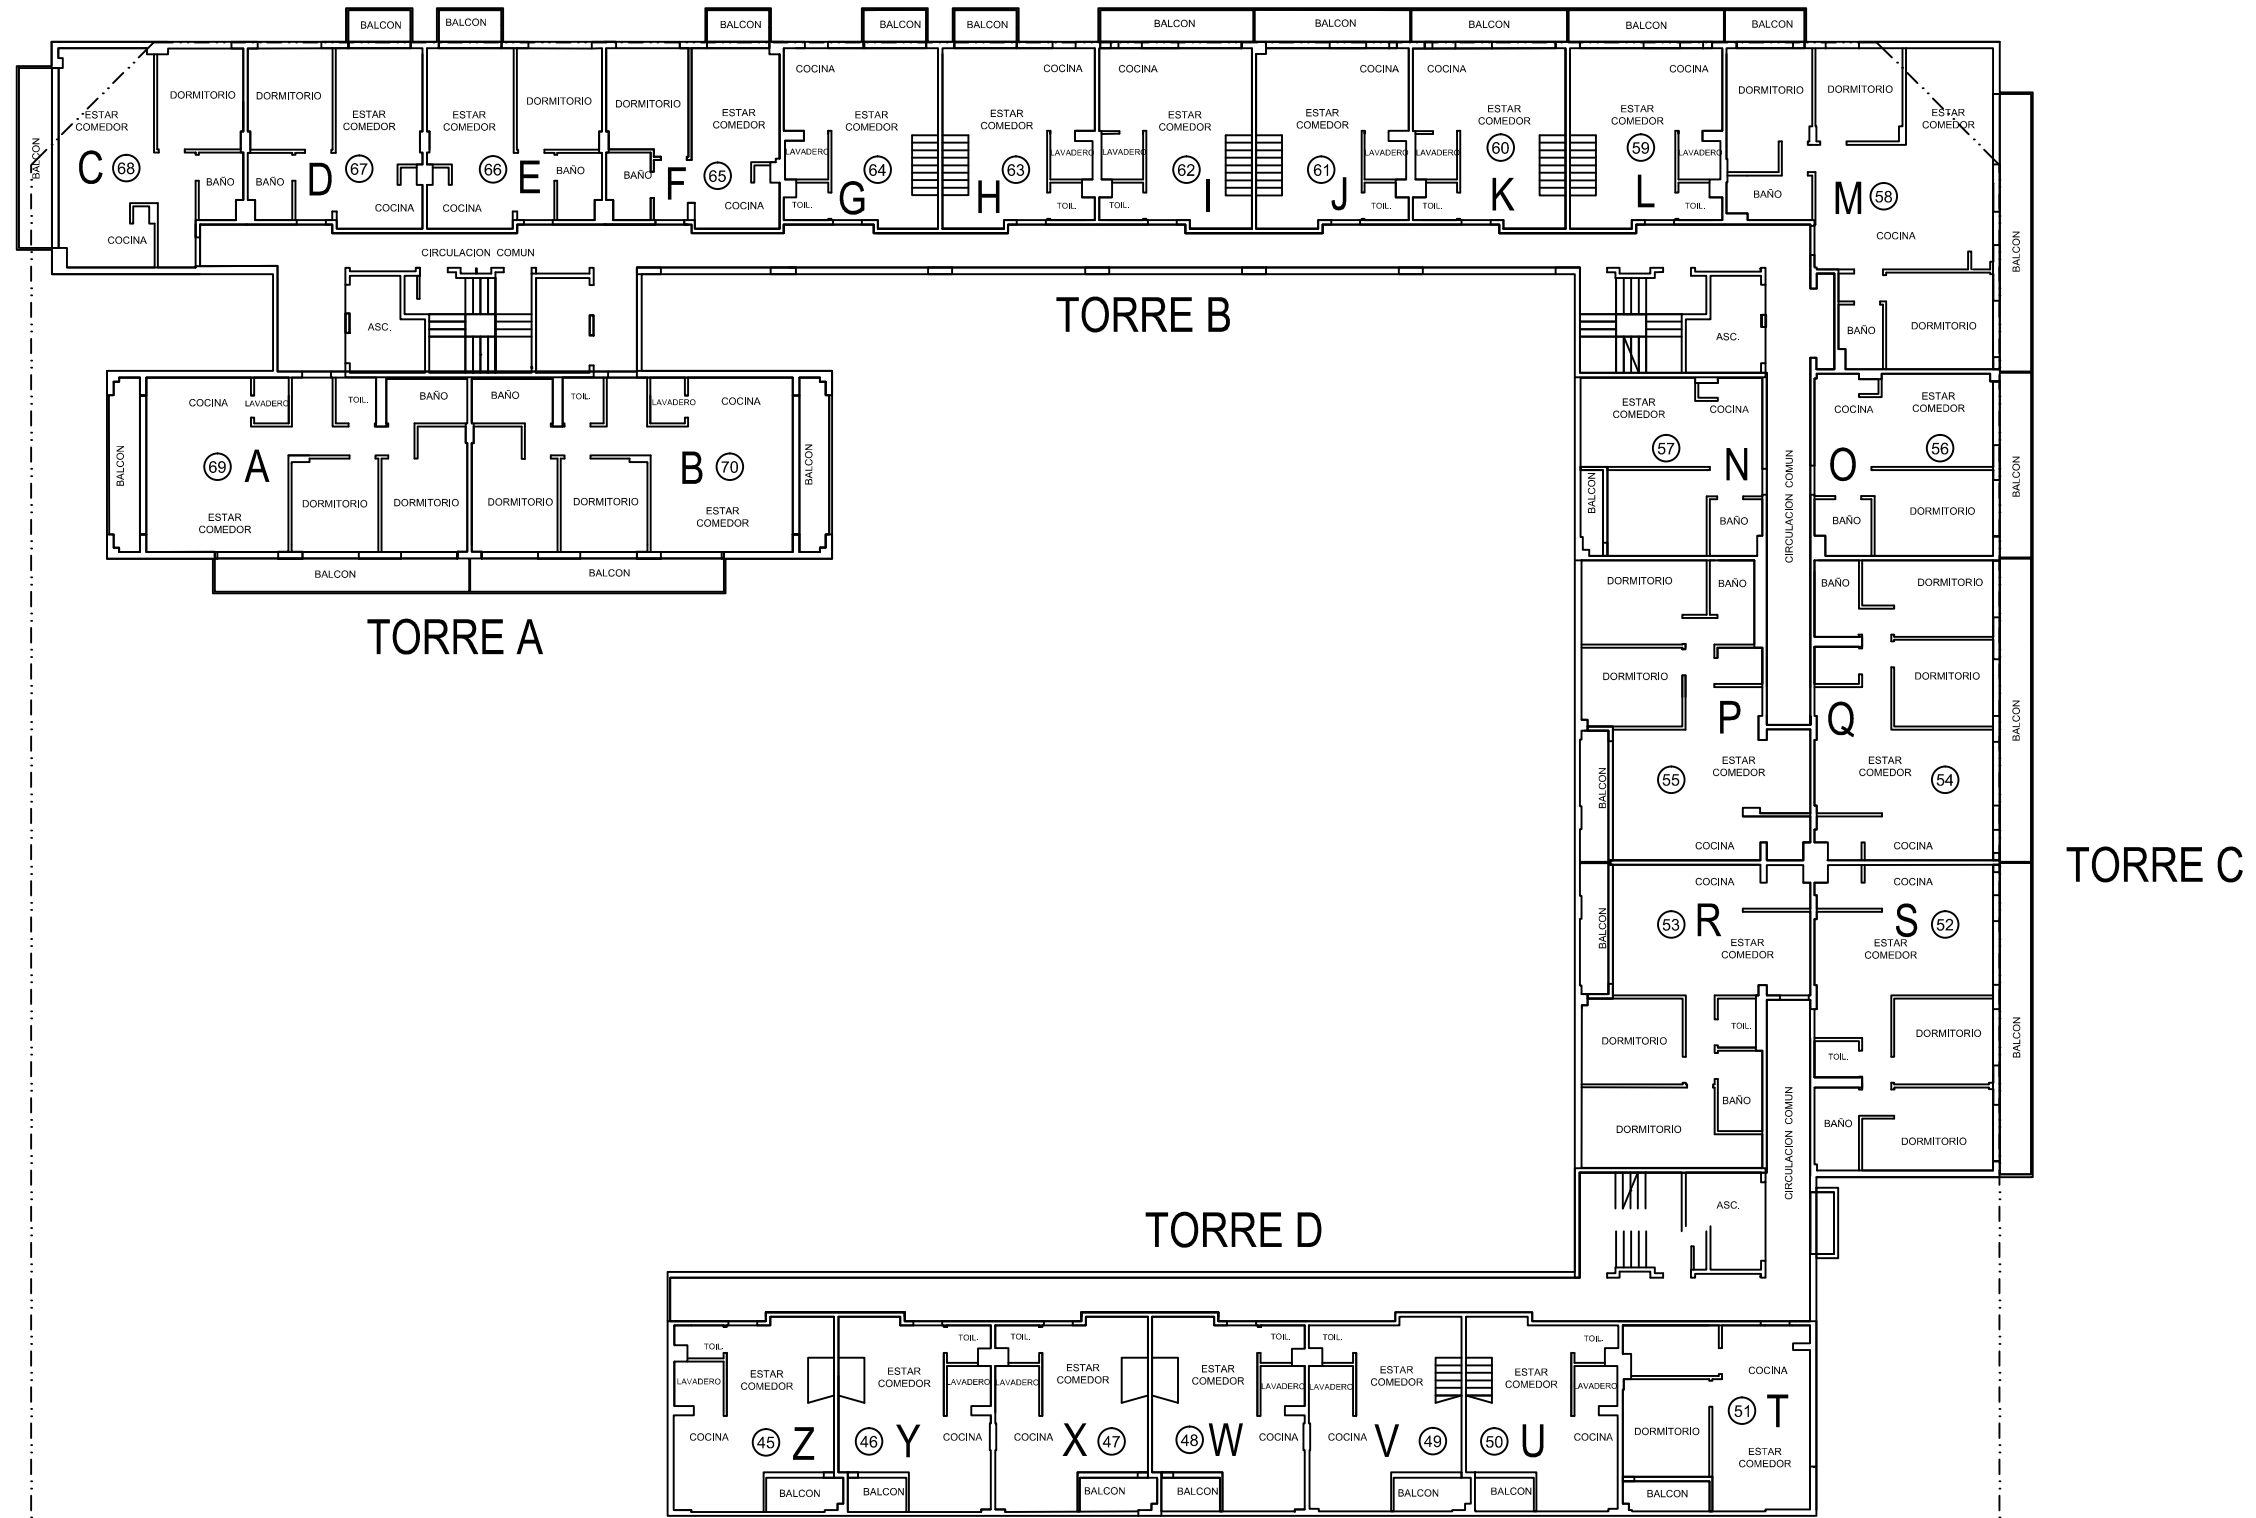 BALCON
BALCON
BALCON
BALCON
BALCON
BALCON
BALCON
BALCON
BALCON
BALCON
BALCON
ESTAR
COMEDOR
DORMITORIO
BALCON
C
68
BAÑO
COCINA
DORMITORIO
ESTAR
COMEDOR
BAÑO
D
67
COCINA
ESTAR
COMEDOR
DORMITORIO
66
E
BAÑO
COCINA
DORMITORIO
ESTAR
COMEDOR
BAÑO
F
65
COCINA
COCINA
ESTAR
COMEDOR
LAVADERO
64
G
TOIL.
COCINA
ESTAR
COMEDOR
LAVADERO
63
H
TOIL.
COCINA
ESTAR
COMEDOR
LAVADERO
62
I
TOIL.
COCINA
ESTAR
COMEDOR
LAVADERO
61
J
TOIL.
COCINA
ESTAR
COMEDOR
60
LAVADERO
K
TOIL.
COCINA
ESTAR
COMEDOR
59
LAVADERO
L
TOIL.
DORMITORIO
BAÑO
DORMITORIO
ESTAR
COMEDOR
M
58
COCINA
BALCON
BAÑO
DORMITORIO
CIRCULACION COMUN
ASC.
TORRE B
ASC.
COCINA
LAVADERO
TOIL.
BAÑO
BALCON
69
A
DORMITORIO
DORMITORIO
ESTAR
COMEDOR
BALCON
BAÑO
TOIL.
LAVADERO
COCINA
B
70
BALCON
DORMITORIO
DORMITORIO
ESTAR
COMEDOR
BALCON
TORRE A
ESTAR
COMEDOR
COCINA
57
N
BALCON
BAÑO
CIRCULACION COMUN
COCINA
ESTAR
COMEDOR
O
56
BALCON
BAÑO
DORMITORIO
DORMITORIO
BAÑO
DORMITORIO
P
ESTAR
COMEDOR
55
BALCON
COCINA
BAÑO
DORMITORIO
DORMITORIO
Q
BALCON
ESTAR
COMEDOR
54
COCINA
TORRE C
COCINA
53
R
BALCON
ESTAR
COMEDOR
TOIL.
DORMITORIO
BAÑO
DORMITORIO
COCINA
S
52
ESTAR
COMEDOR
DORMITORIO
TOIL.
BALCON
BAÑO
DORMITORIO
CIRCULACION COMUN
ASC.
TORRE D
TOIL.
ESTAR
COMEDOR
LAVADERO
COCINA
45
Z
BALCON
TOIL.
ESTAR
COMEDOR
LAVADERO
46
Y
COCINA
BALCON
TOIL.
ESTAR
COMEDOR
LAVADERO
COCINA
X
47
BALCON
TOIL.
ESTAR
COMEDOR
LAVADERO
48
W
COCINA
BALCON
TOIL.
ESTAR
COMEDOR
LAVADERO
COCINA
V
49
BALCON
TOIL.
ESTAR
COMEDOR
LAVADERO
50
U
COCINA
BALCON
COCINA
51
T
DORMITORIO
ESTAR
COMEDOR
BALCON